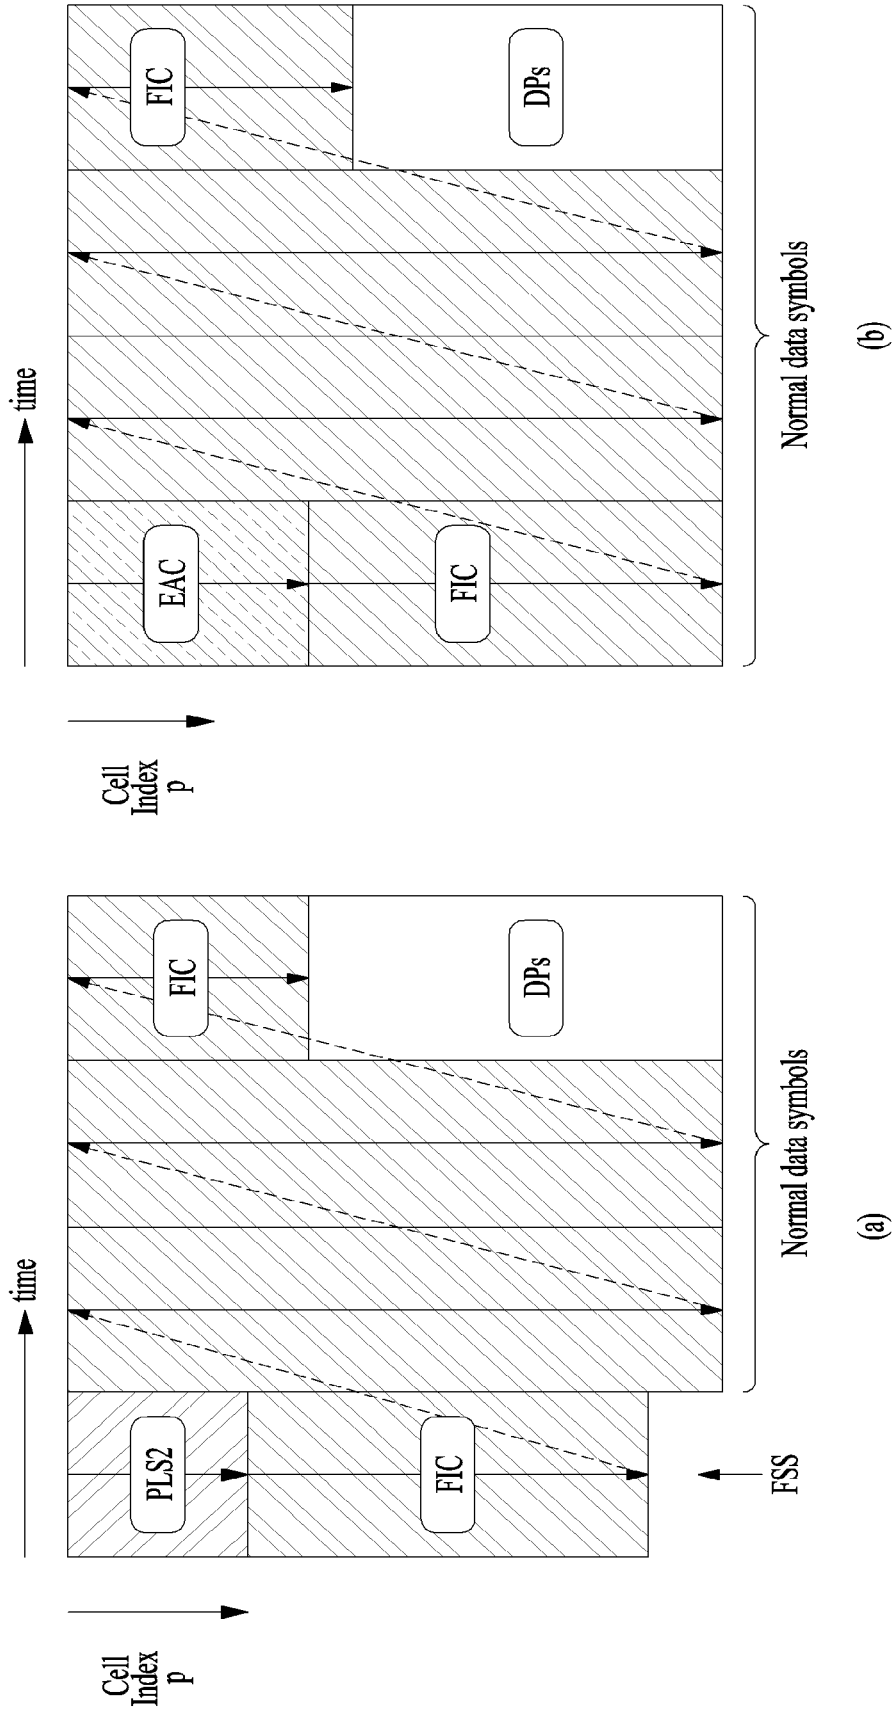 time
Cell
Index
p
PLS2
FIC
FIC
DPs
FSS
Normal data symbols
(a)
time
Cell
Index
p
EAC
FIC
FIC
DPs
Normal data symbols
(b)